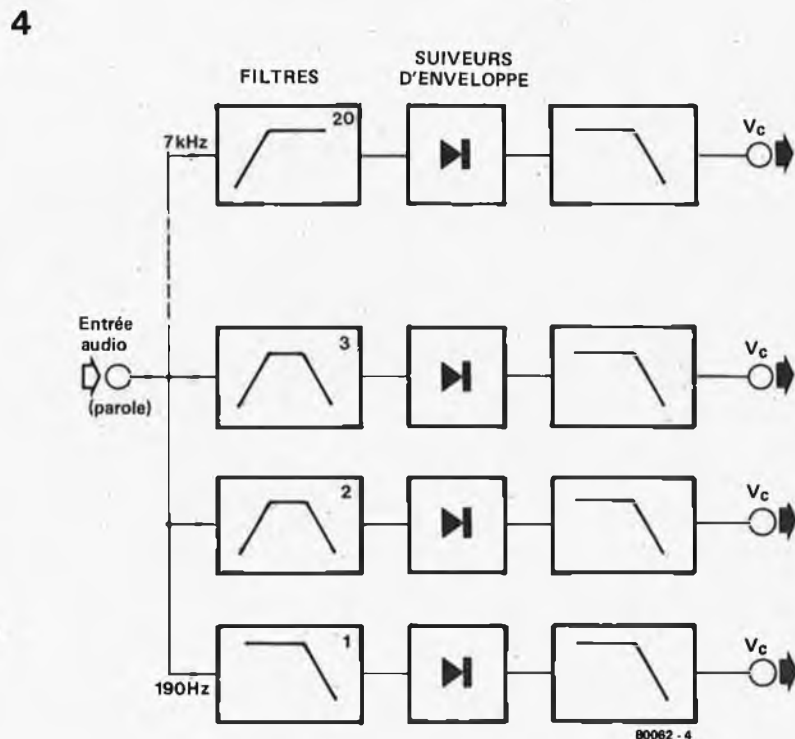 4
FILTRES
SUIVEURS
D'ENVELOPPE
20
7kHz
Vc
Entrée
audio
(parole)
3
Vc
2
Vc
1
190Hz
Vc
80062 - 4